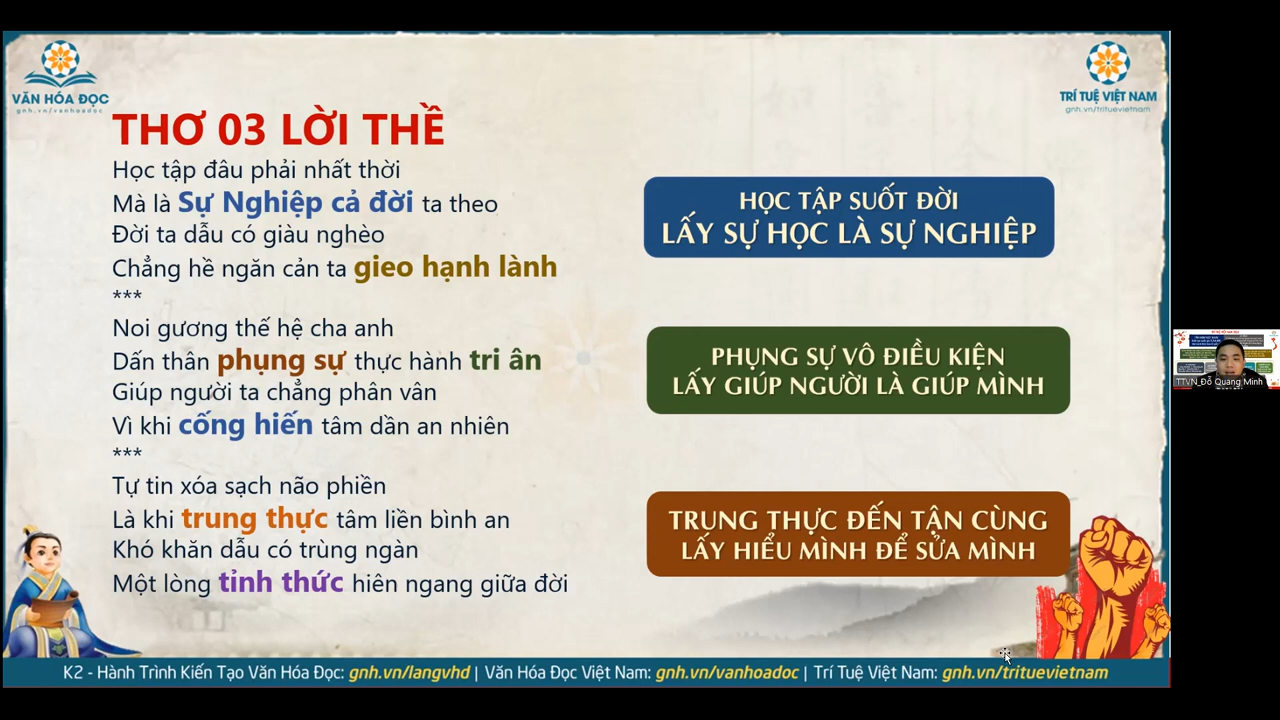 VĂN HÓA ĐỌC
gnh.vn/vanhoadoc
TRÍ TUỆ VIỆT NAM
gnh.vn/trituevietnam
THƠ 03 LỜI THỀ
Học tập đâu phải nhất thời
Mà là Sự Nghiệp cả đời ta theo
Đời ta dẫu có giàu nghèo
Chẳng hề ngăn cản ta gieo hạnh lành
***
Noi gương thế hệ cha anh
Dấn thân phụng sự thực hành tri ân
Giúp người ta chẳng phân vân
Vì khi cống hiến tâm dần an nhiên
***
Tự tin xóa sạch não phiền
Là khi trung thực tâm liền bình an
Khó khăn dẫu có trùng ngàn
Một lòng tỉnh thức hiên ngang giữa đời
HỌC TẬP SUỐT ĐỜI
LẤY SỰ HỌC LÀ SỰ NGHIỆP
PHỤNG SỰ VÔ ĐIỀU KIỆN
LẤY GIÚP NGƯỜI LÀ GIÚP MÌNH
TRUNG THỰC ĐẾN TẬN CÙNG
LẤY HIỂU MÌNH ĐỂ SỬA MÌNH
TTVN_Đỗ Quang Minh
K2 - Hành Trình Kiến Tạo Văn Hóa Đọc: gnh.vn/langvhd | Văn Hóa Đọc Việt Nam: gnh.vn/vanhoadoc | Trí Tuệ Việt Nam: gnh.vn/trituevietnam